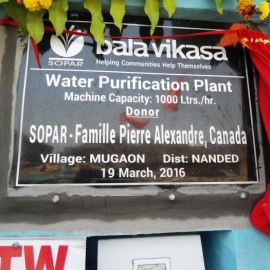 SOPAR
bala vikasa
Helping Communities Help Themselves
Water Purification Plant
Machine Capacity: 1000 Ltrs./hr.
Donor
SOPAR - Famille Pierre Alexandre, Canada
Village: MUGAON Dist: NANDED
19 March, 2016
TW